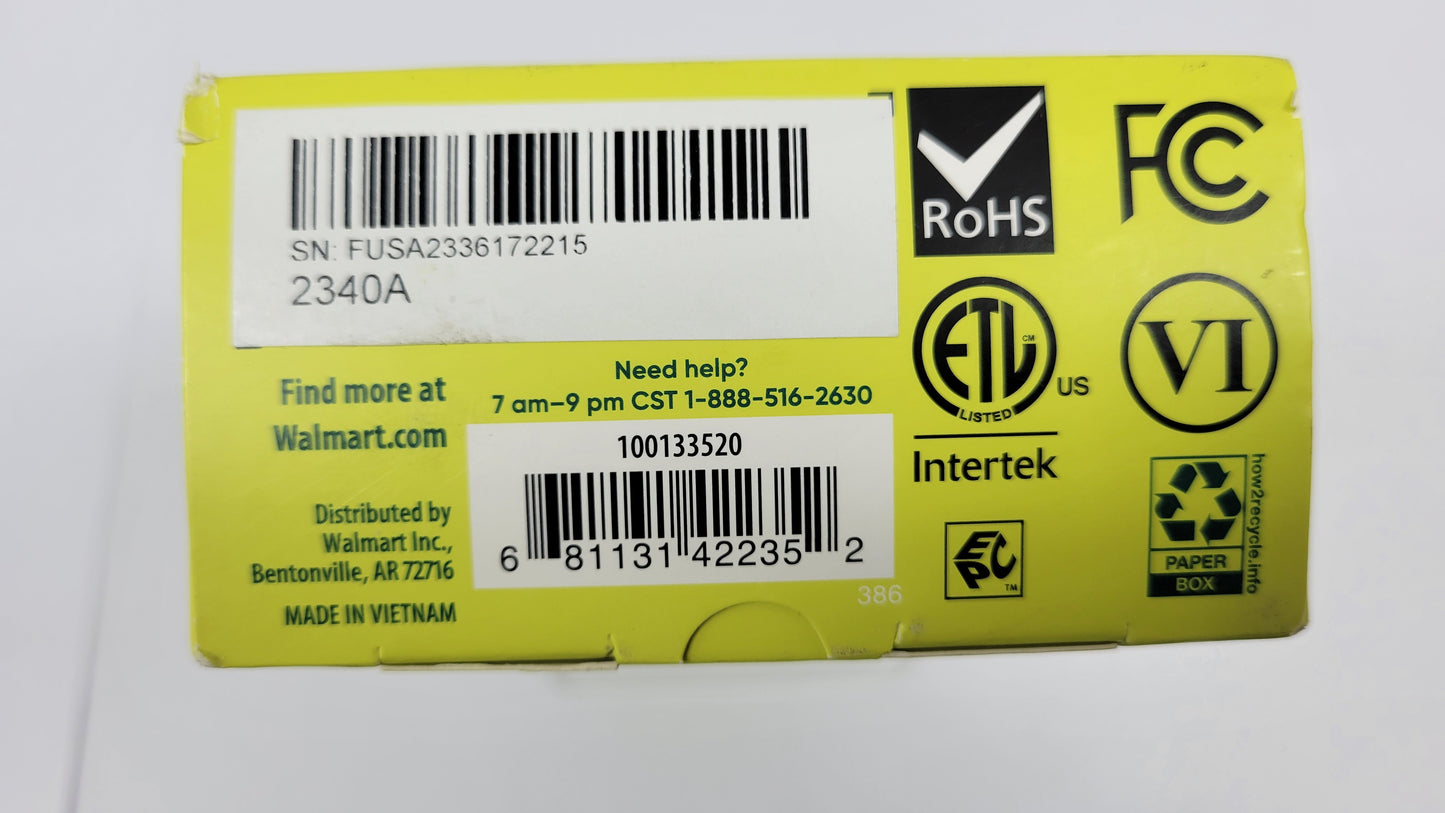 SN: FUSA2336172215
2340A
Find more at
Walmart.com
Distributed by
Walmart Inc.,
Bentonville, AR 72716
MADE IN VIETNAM
Need help?
7 am–9 pm CST 1-888-516-2630
100133520
6 81131 42235 2
386
RoHS
FC
ETL CM
LISTED
US
Intertek
VI
EPC TM
how2recycle.info
PAPER
BOX